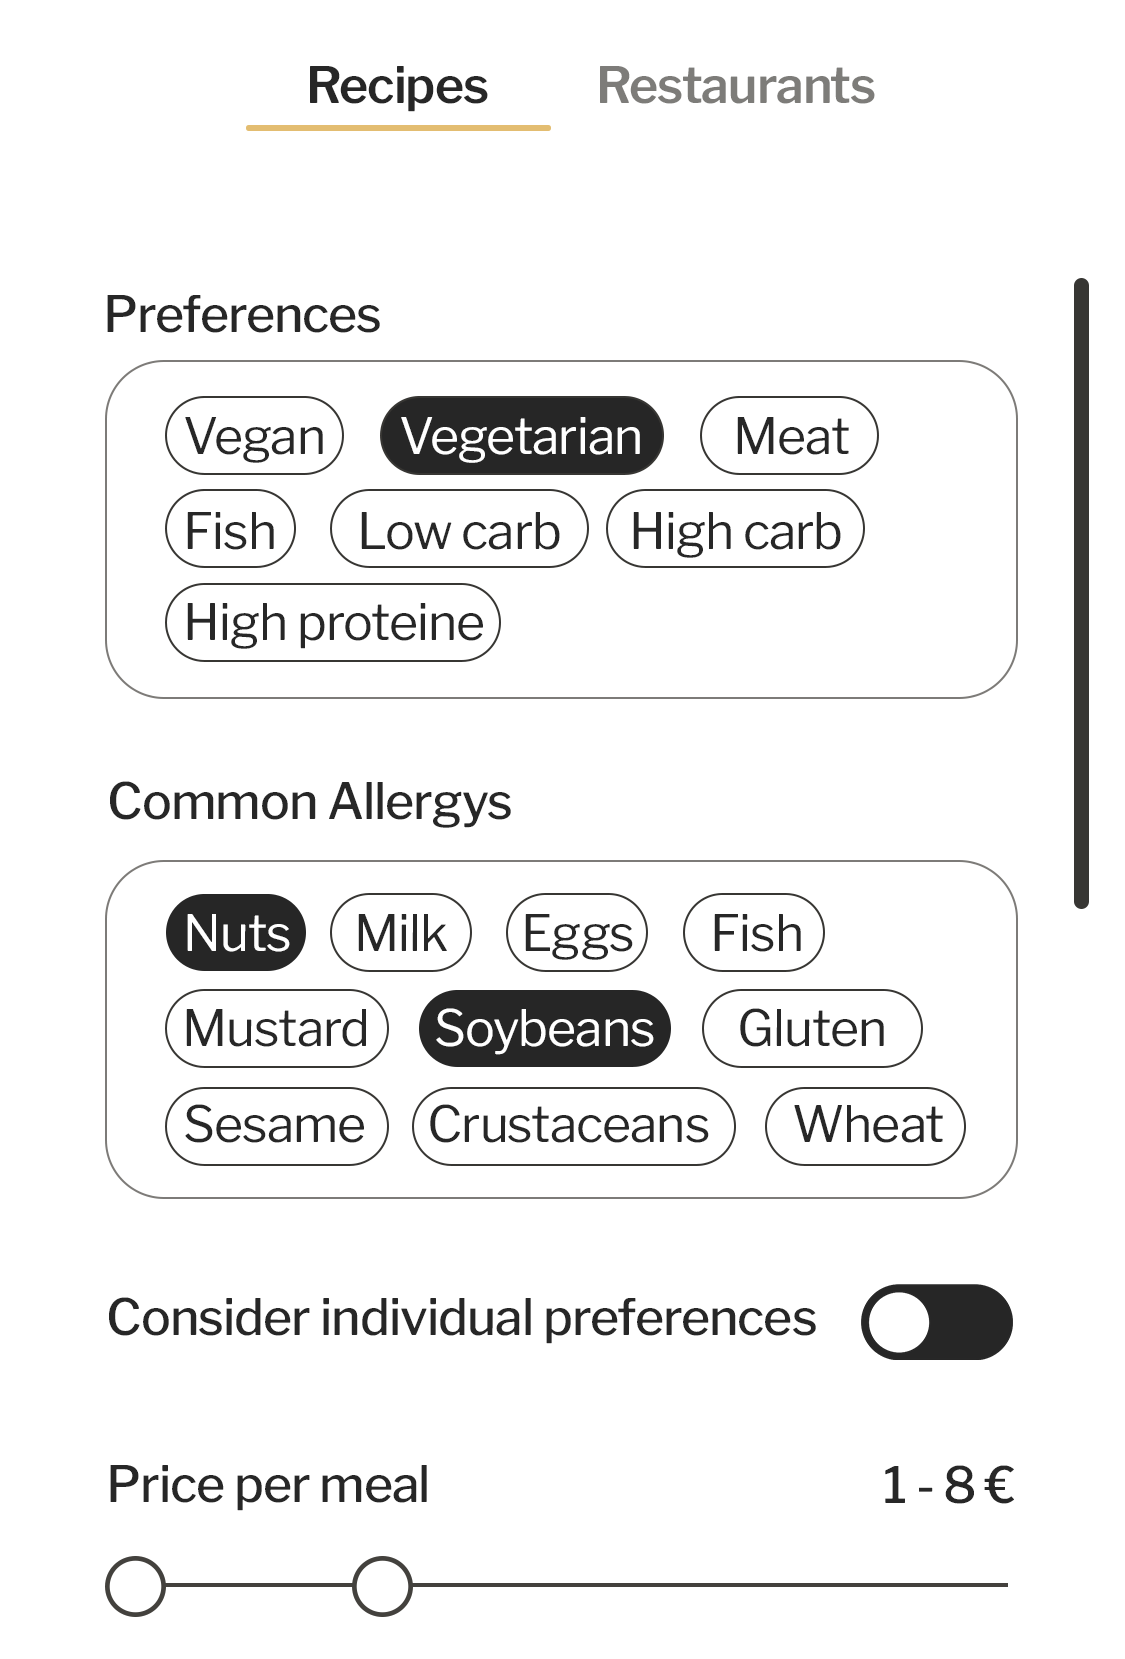 Recipes Restaurants
Preferences
Vegan Vegetarian Meat
Fish Low carb High carb
High proteine
Common Allergys
Nuts Milk Eggs Fish
Mustard Soybeans Gluten
Sesame Crustaceans Wheat
Consider individual preferences
Price per meal 1 - 8 €